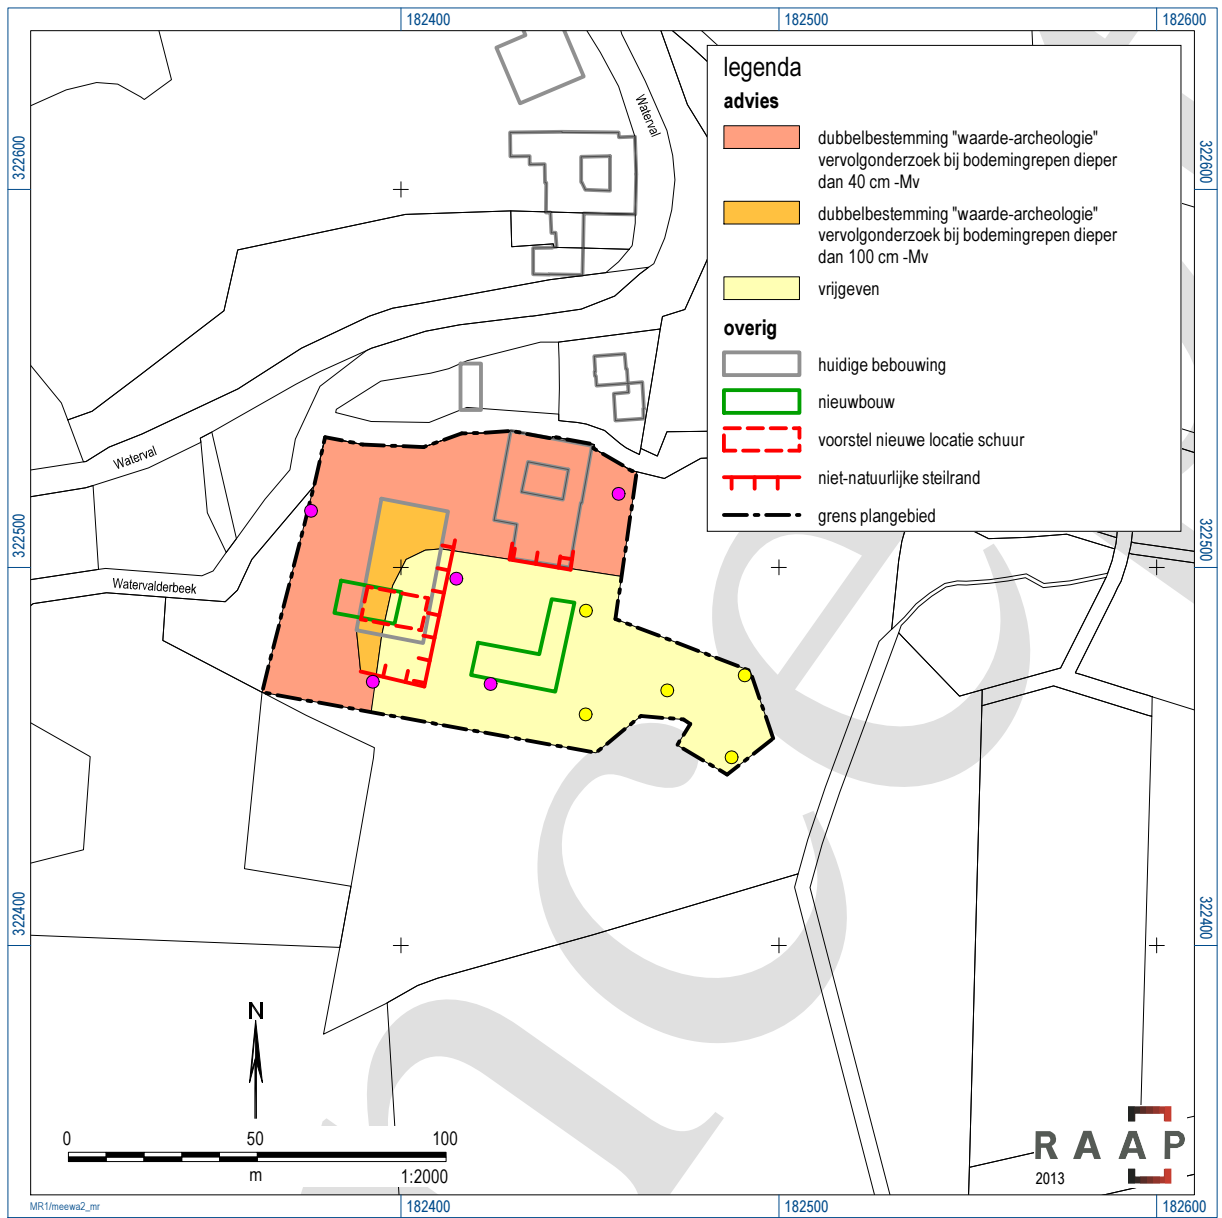 182400
182500
182600
322600
322500
322400
322600
322500
322400
Waterval
Waterval
Watervalderbeek
legenda
advies
dubbelbestemming "waarde-archeologie"
vervolgonderzoek bij bodemingrepen dieper
dan 40 cm -Mv
dubbelbestemming "waarde-archeologie"
vervolgonderzoek bij bodemingrepen dieper
dan 100 cm -Mv
vrijgeven
overig
huidige bebouwing
nieuwbouw
voorstel nieuwe locatie schuur
niet-natuurlijke steilrand
grens plangebied
N
0 50 100
m 1:2000
RAAP
2013
MR1/meewa2_mr
182400
182500
182600